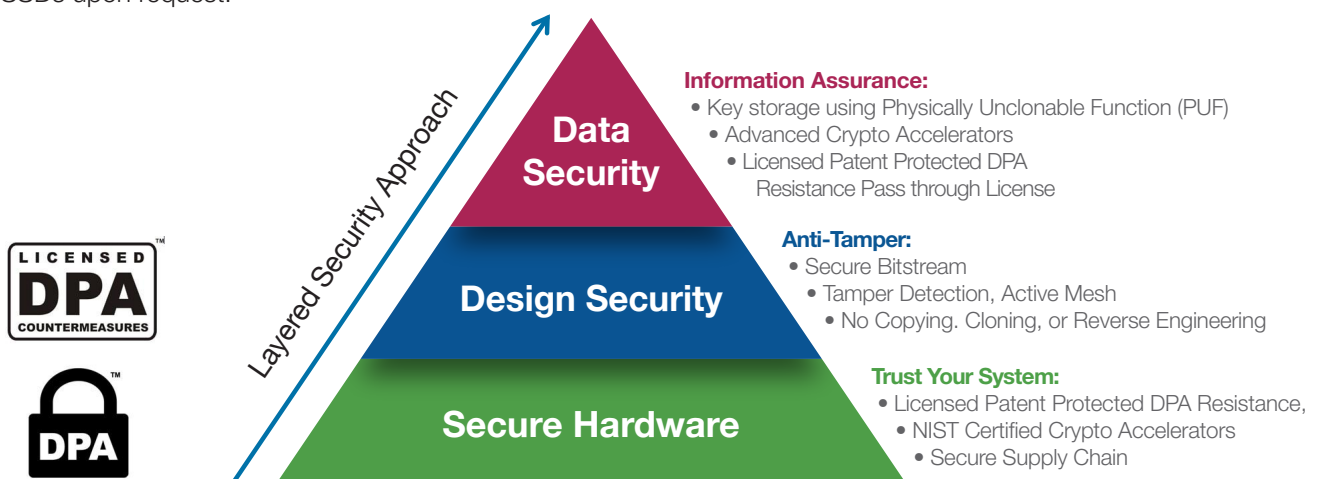 SSDs upon request.
Layered Security Approach
Data
Security
Design Security
Secure Hardware
Information Assurance:
• Key storage using Physically Unclonable Function (PUF)
• Advanced Crypto Accelerators
• Licensed Patent Protected DPA
Resistance Pass through License
Anti-Tamper:
• Secure Bitstream
• Tamper Detection, Active Mesh
• No Copying. Cloning, or Reverse Engineering
Trust Your System:
• Licensed Patent Protected DPA Resistance,
• NIST Certified Crypto Accelerators
• Secure Supply Chain
LICENSED
TM
DPA
COUNTERMEASURES
TM
DPA